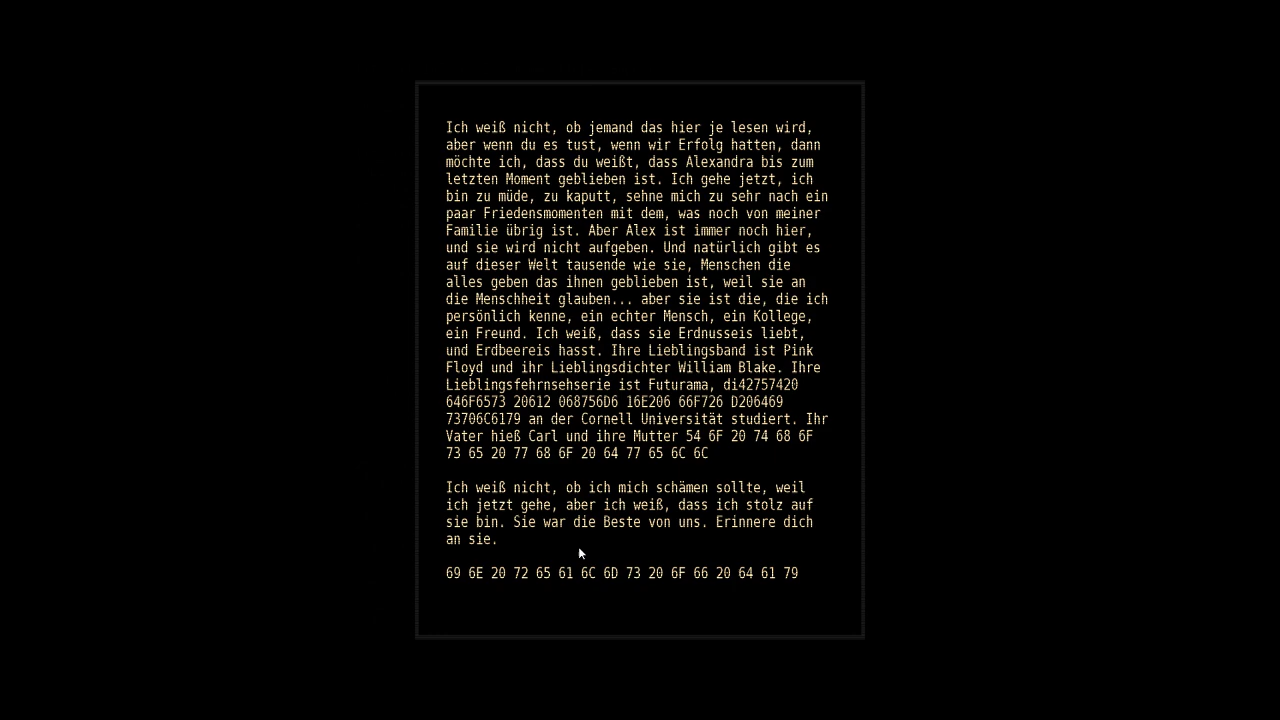 Ich weiß nicht, ob jemand das hier je lesen wird,
aber wenn du es tust, wenn wir Erfolg hatten, dann
möchte ich, dass du weißt, dass Alexandra bis zum
letzten Moment geblieben ist. Ich gehe jetzt, ich
bin zu müde, zu kaputt, sehne mich zu sehr nach ein
paar Friedensmomenten mit dem, was noch von meiner
Familie übrig ist. Aber Alex ist immer noch hier,
und sie wird nicht aufgeben. Und natürlich gibt es
auf dieser Welt tausende wie sie, Menschen die
alles geben das ihnen geblieben ist, weil sie an
die Menschheit glauben... aber sie ist die, die ich
persönlich kenne, ein echter Mensch, ein Kollege,
ein Freund. Ich weiß, dass sie Erdnusseis liebt,
und Erdbeereis hasst. Ihre Lieblingsband ist Pink
Floyd und ihr Lieblingsdichter William Blake. Ihre
Lieblingsfehrnsehserie ist Futurama, di42757420
646F6573 20612 068756D6 16E206 66F726 D206469
73706C6179 an der Cornell Universität studiert. Ihr
Vater hieß Carl und ihre Mutter 54 6F 20 74 68 6F
73 65 20 77 68 6F 20 64 77 65 6C 6C
Ich weiß nicht, ob ich mich schämen sollte, weil
ich jetzt gehe, aber ich weiß, dass ich stolz auf
sie bin. Sie war die Beste von uns. Erinnere dich
an sie.
69 6E 20 72 65 61 6C 6D 73 20 6F 66 20 64 61 79